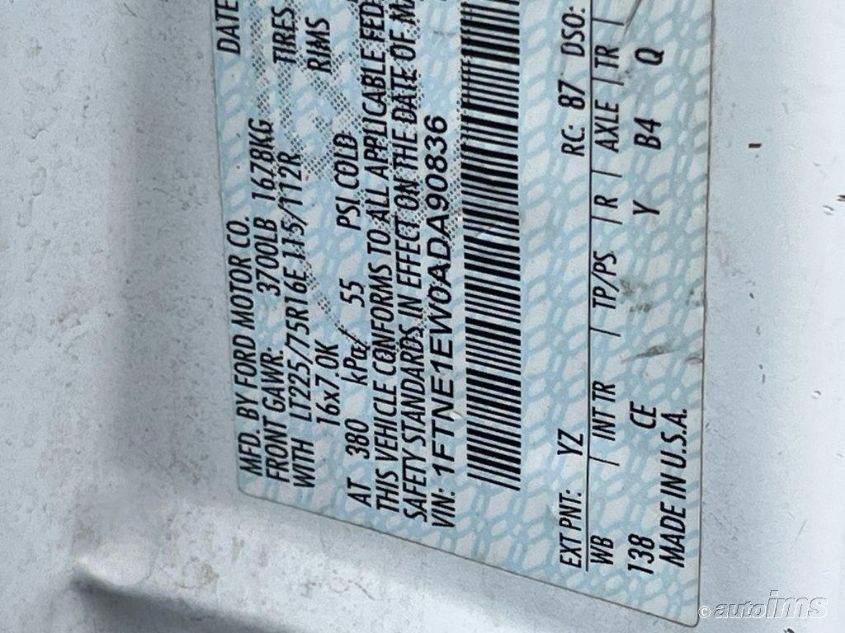 MFD. BY FORD MOTOR CO. DATE
FRONT GAWR: 3700LB 1678KG
WITH LT225/75R16E 115/112R TIRES
16x7.0K RIMS
AT 380 kPa/ 55 PSI COLD
THIS VEHICLE CONFORMS TO ALL APPLICABLE FED
SAFETY STANDARDS IN EFFECT ON THE DATE OF MA
VIN: 1FTNE1EW0ADA90836
EXT PNT: YZ RC: 87 DSO:
WB | INT TR | TP/PS | R | AXLE | TR |
138 CE Y B4 Q
MADE IN U.S.A.
© autoims